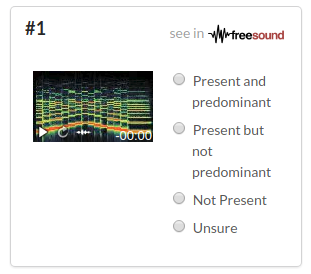 #1
see in freesound
-00:00
Present and
predominant
Present but
not
predominant
Not Present
Unsure